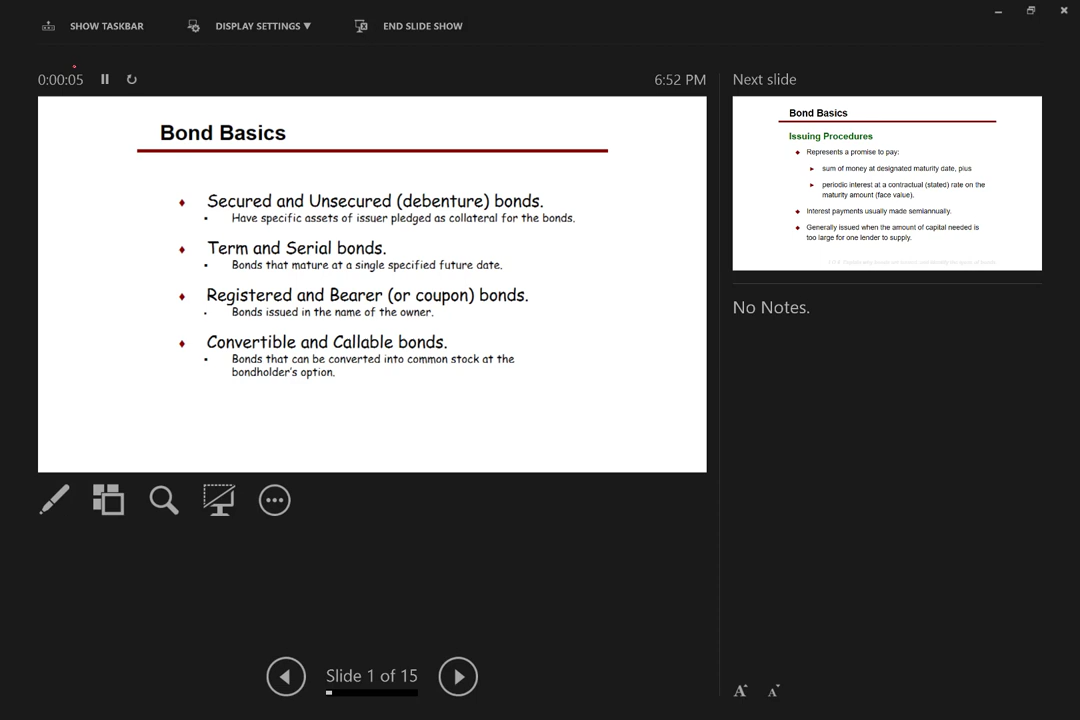 SHOW TASKBAR
DISPLAY SETTINGS ▼
END SLIDE SHOW
0:00:05
6:52 PM
Bond Basics
Secured and Unsecured (debenture) bonds.
Have specific assets of issuer pledged as collateral for the bonds.
Term and Serial bonds.
Bonds that mature at a single specified future date.
Registered and Bearer (or coupon) bonds.
Bonds issued in the name of the owner.
Convertible and Callable bonds.
Bonds that can be converted into common stock at the
bondholder's option.
Next slide
Bond Basics
Issuing Procedures
Represents a promise to pay:
sum of money at designated maturity date, plus
periodic interest at a contractual (stated) rate on the
maturity amount (face value).
Interest payments usually made semiannually.
Generally issued when the amount of capital needed is
too large for one lender to supply.
No Notes.
Slide 1 of 15
A A